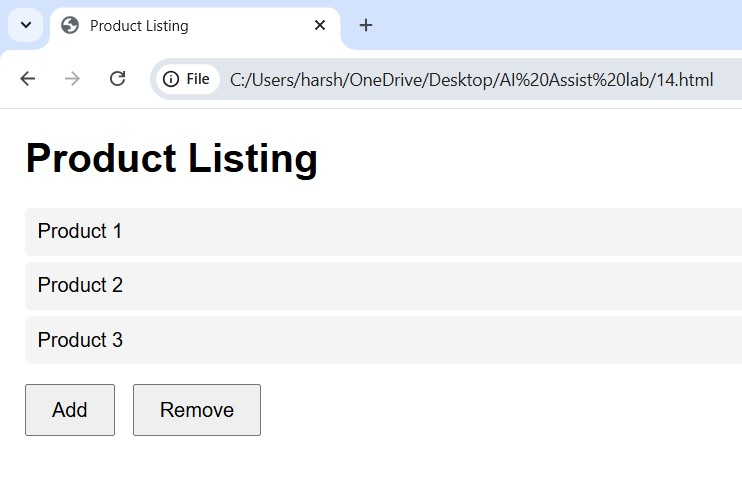 Product Listing
File C:/Users/harsh/OneDrive/Desktop/AI%20Assist%20lab/14.html
Product Listing
Product 1
Product 2
Product 3
Add Remove